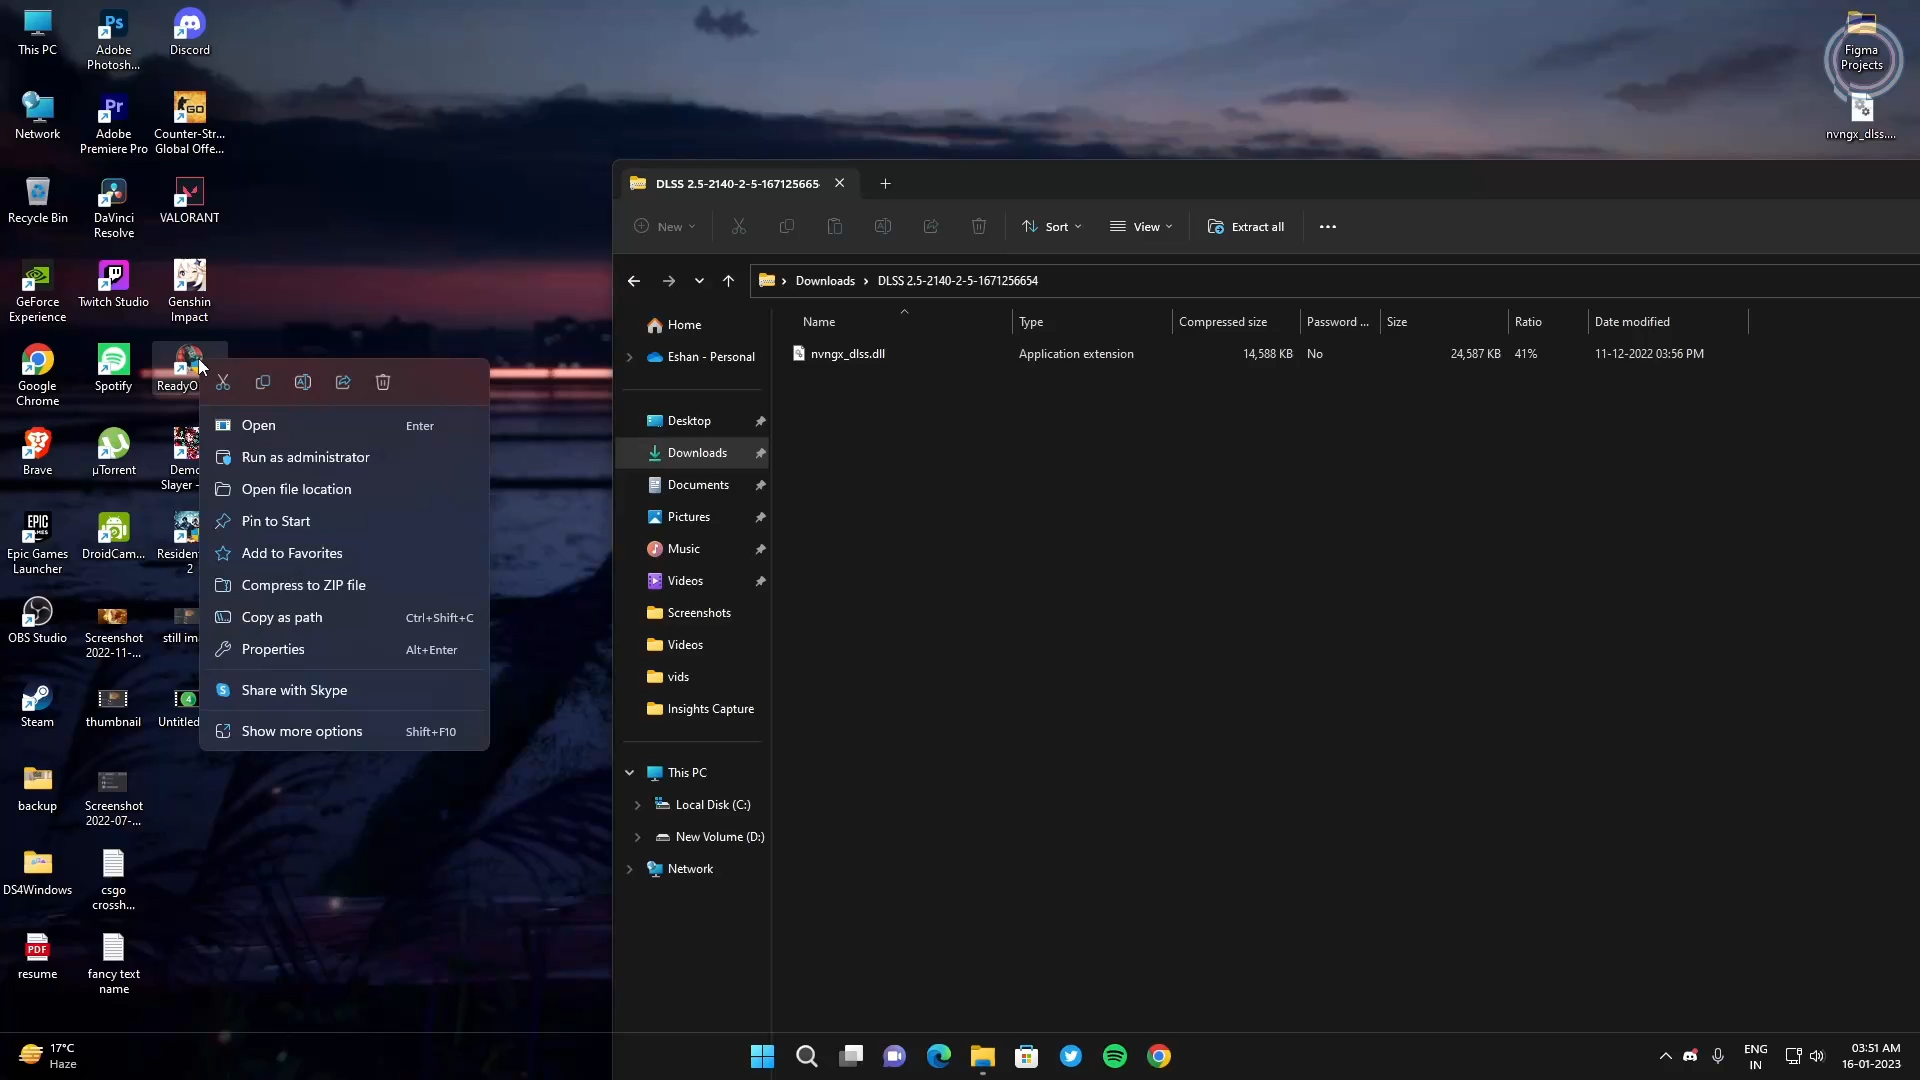 This PC
Adobe
Photosh...
Discord
Network
Adobe
Premiere Pro
Counter-Str...
Global Offe...
Recycle Bin
DaVinci
Resolve
VALORANT
GeForce
Experience
Twitch Studio
Genshin
Impact
Google
Chrome
Spotify
ReadyO
Brave
µTorrent
Demo
Slayer -
Epic Games
Launcher
DroidCam...
Resident
2
OBS Studio
Screenshot
2022-11-...
still im
Steam
thumbnail
Untitled
backup
Screenshot
2022-07-...
DS4Windows
csgo
crossh...
resume
fancy text
name
Figma
Projects
nvngx_dlss....
Open Enter
Run as administrator
Open file location
Pin to Start
Add to Favorites
Compress to ZIP file
Copy as path Ctrl+Shift+C
Properties Alt+Enter
Share with Skype
Show more options Shift+F10
DLSS 2.5-2140-2-5-167125665
New
Sort
View
Extract all
Downloads
DLSS 2.5-2140-2-5-1671256654
Name Type Compressed size Password ... Size Ratio Date modified
nvngx_dlss.dll Application extension 14,588 KB No 24,587 KB 41% 11-12-2022 03:56 PM
Home
Eshan - Personal
Desktop
Downloads
Documents
Pictures
Music
Videos
Screenshots
Videos
vids
Insights Capture
This PC
Local Disk (C:)
New Volume (D:)
Network
17°C
Haze
ENG
IN
03:51 AM
16-01-2023
Ps
Pr
GO
EPIC
GAMES
PDF
4